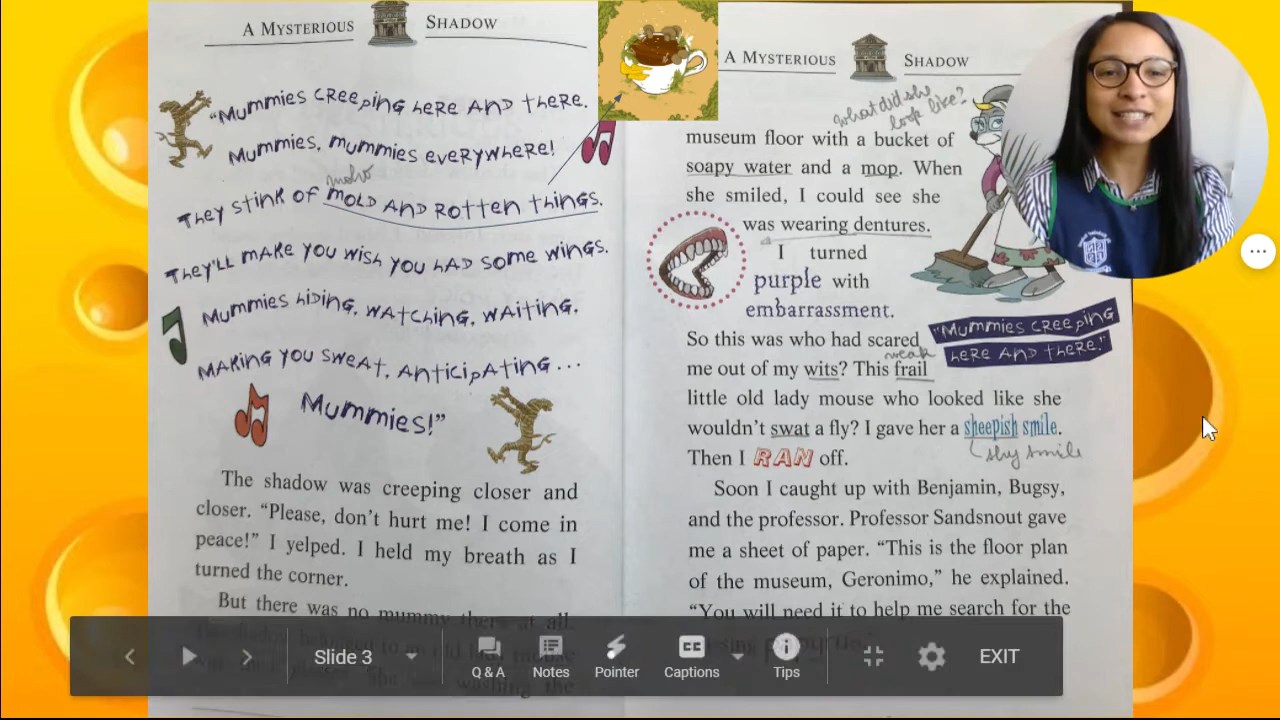 A MYSTERIOUS SHADOW
"MUMMIES CREEPING HERE AND THERE.
MUMMIES, MUMMIES EVERYWHERE!
moho
THEY STINK OF MOLD AND ROTTEN THINGS.
THEY'LL MAKE YOU WISH YOU HAD SOME WINGS.
MUMMIES HIDING, WATCHING, WAITING,
MAKING YOU SWEAT, ANTICIPATING...
MUMMIES!"
The shadow was creeping closer and
closer. "Please, don't hurt me! I come in
peace!" I yelped. I held my breath as I
turned the corner.
But there was no mummy there at all.
washing the
A MYSTERIOUS SHADOW
what did she
look like?
museum floor with a bucket of
soapy water and a mop. When
she smiled, I could see she
was wearing dentures.
I turned
purple with
embarrassment.
So this was who had scared
"MUMMIES CREEPING
HERE AND THERE!"
weak
me out of my wits? This frail
little old lady mouse who looked like she
wouldn't swat a fly? I gave her a sheepish smile.
shy smile
Then I RAN off.
Soon I caught up with Benjamin, Bugsy,
and the professor. Professor Sandsnout gave
me a sheet of paper. "This is the floor plan
of the museum, Geronimo," he explained.
"You will need it to help me search for the
Slide 3
Q & A
Notes
Pointer
CC
Captions
Tips
EXIT